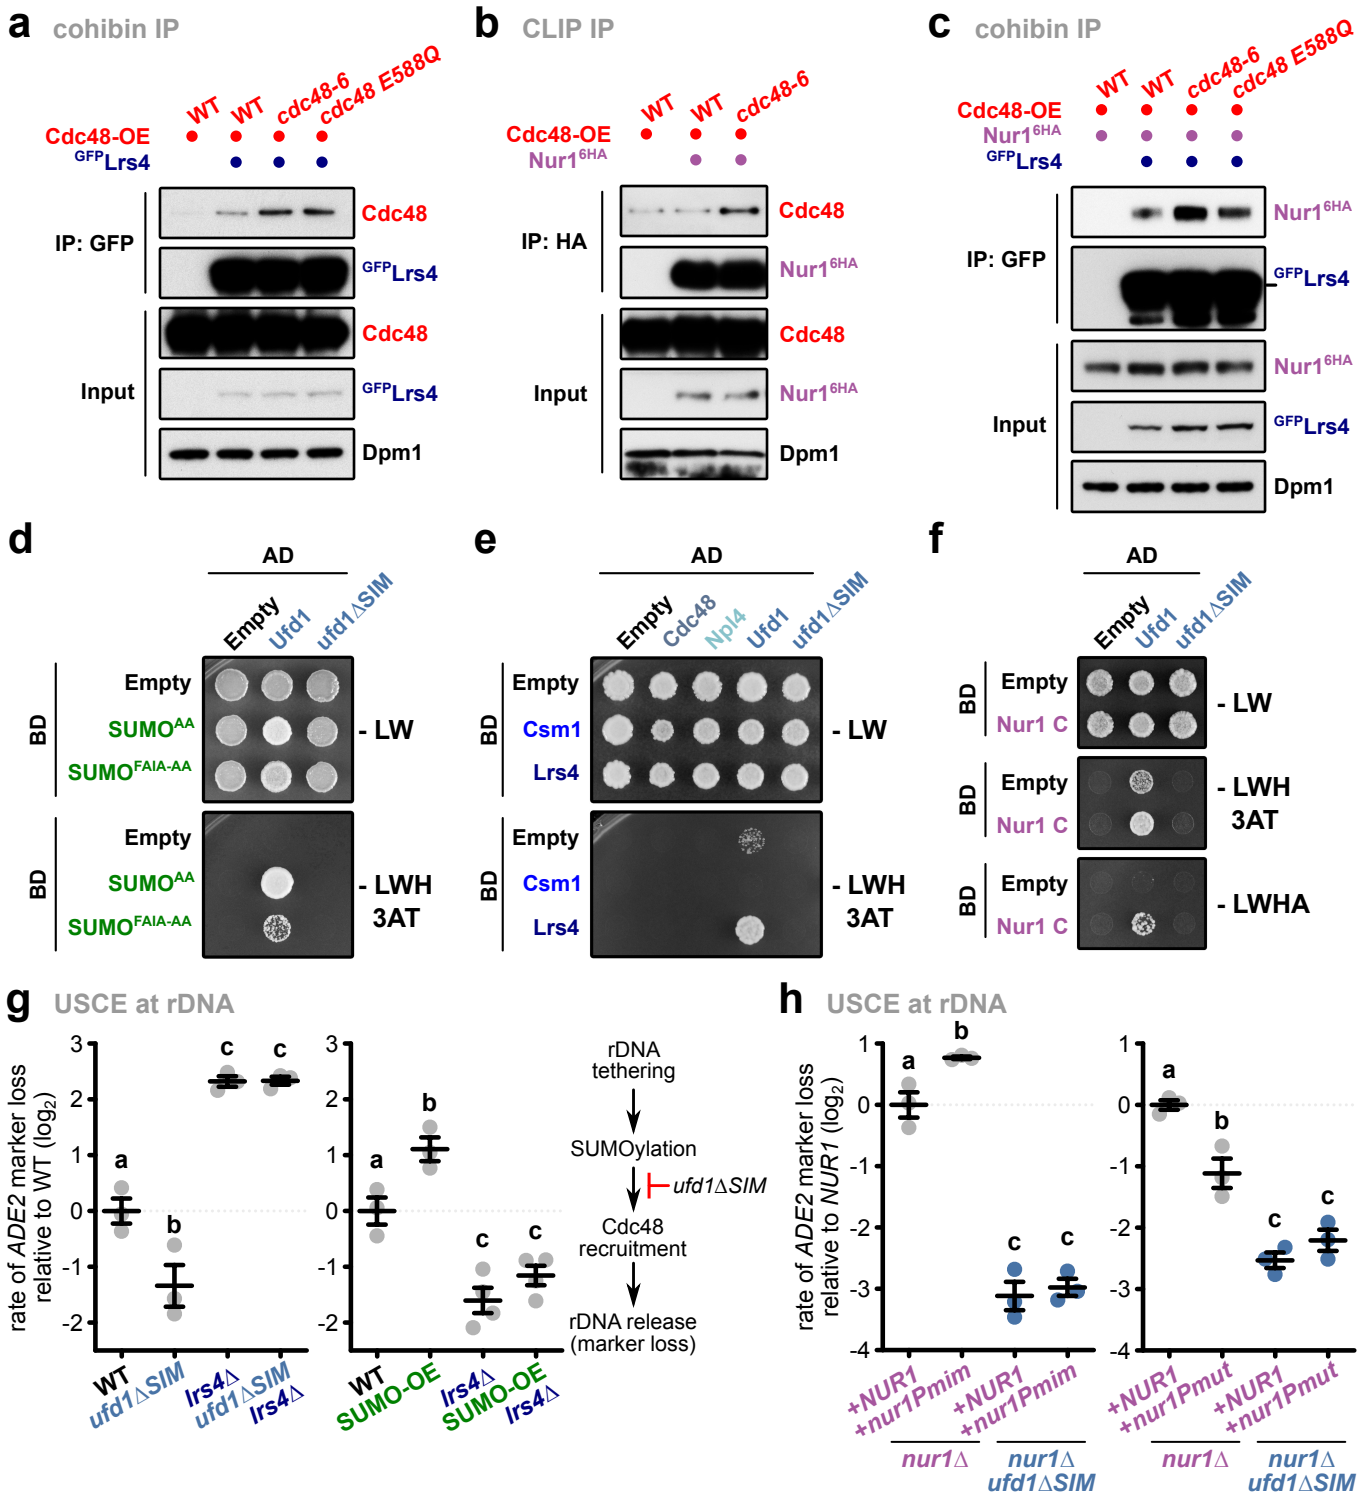 a cohibin IP
WT WT cdc48-6 cdc48 E588Q
Cdc48-OE
GFPLrs4
IP: GFP
Cdc48
GFPLrs4
Input
Cdc48
GFPLrs4
Dpm1
b CLIP IP
WT WT cdc48-6
Cdc48-OE
Nur16HA
IP: HA
Cdc48
Nur16HA
Input
Cdc48
Nur16HA
Dpm1
c cohibin IP
WT WT cdc48-6 cdc48 E588Q
Cdc48-OE
Nur16HA
GFPLrs4
IP: GFP
Nur16HA
GFPLrs4
Input
Nur16HA
GFPLrs4
Dpm1
d
AD
Empty Ufd1 ufd1ΔSIM
BD
Empty
SUMOAA
SUMOFAIA-AA
- LW
BD
Empty
SUMOAA
SUMOFAIA-AA
- LWH
3AT
e
AD
Empty Cdc48 Npl4 Ufd1 ufd1ΔSIM
BD
Empty
Csm1
Lrs4
- LW
BD
Empty
Csm1
Lrs4
- LWH
3AT
f
AD
Empty Ufd1 ufd1ΔSIM
BD
Empty
Nur1 C
- LW
BD
Empty
Nur1 C
- LWH
3AT
BD
Empty
Nur1 C
- LWHA
g USCE at rDNA
rate of ADE2 marker loss
relative to WT (log2)
3
2
1
0
-1
-2
a b c c
WT
ufd1ΔSIM
lrs4Δ
ufd1ΔSIM
lrs4Δ
3
2
1
0
-1
-2
a b c c
WT
SUMO-OE
lrs4Δ
SUMO-OE
lrs4Δ
rDNA
tethering
SUMOylation
ufd1ΔSIM
Cdc48
recruitment
rDNA release
(marker loss)
h USCE at rDNA
rate of ADE2 marker loss
relative to NUR1 (log2)
1
0
-1
-2
-3
-4
a b c c
+NUR1
+nur1Pmim
+NUR1
+nur1Pmim
nur1Δ
nur1Δ
ufd1ΔSIM
1
0
-1
-2
-3
-4
a b c c
+NUR1
+nur1Pmut
+NUR1
+nur1Pmut
nur1Δ
nur1Δ
ufd1ΔSIM